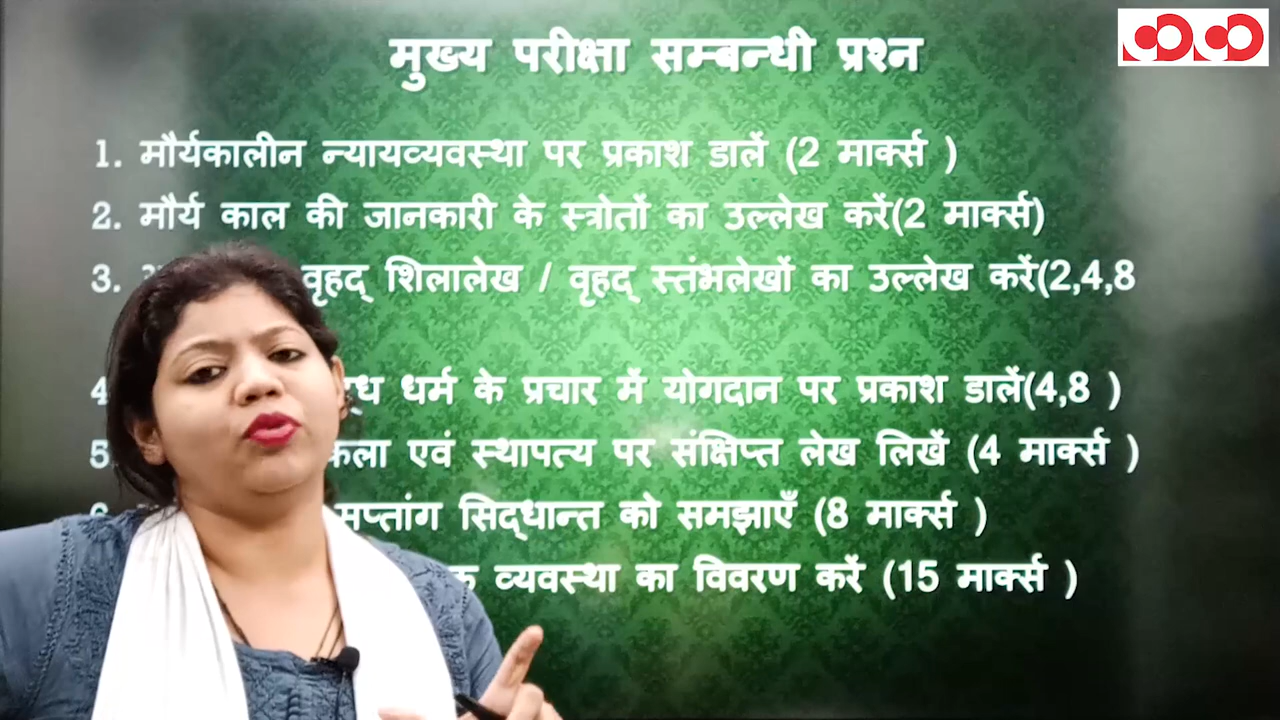 मुख्य परीक्षा सम्बन्धी प्रश्न
1. मौर्यकालीन न्यायव्यवस्था पर प्रकाश डालें (2 मार्क्स )
2. मौर्य काल की जानकारी के स्त्रोतों का उल्लेख करें(2 मार्क्स)
3. वृहद् शिलालेख / वृहद् स्तंभलेखों का उल्लेख करें(2,4,8
4 धर्म के प्रचार में योगदान पर प्रकाश डालें(4,8 )
5 एवं स्थापत्य पर संक्षिप्त लेख लिखें (4 मार्क्स )
सप्तांग सिद्धान्त को समझाएँ (8 मार्क्स )
व्यवस्था का विवरण करें (15 मार्क्स )